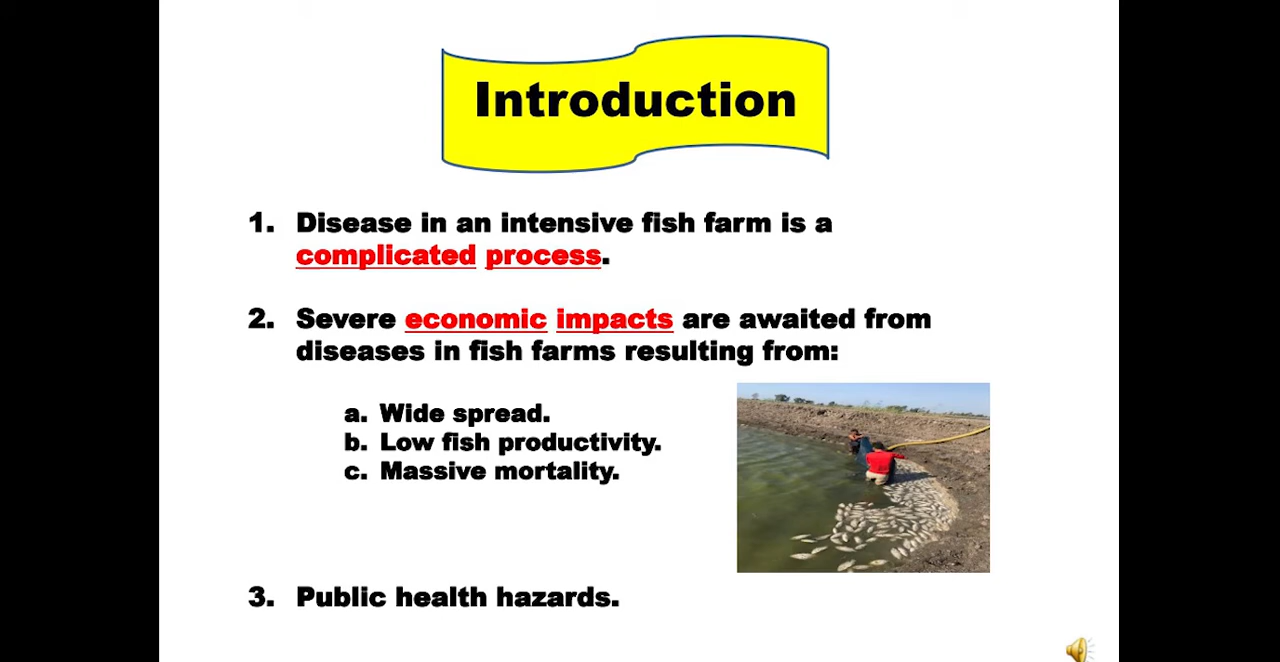 Introduction
1. Disease in an intensive fish farm is a
complicated process.
2. Severe economic impacts are awaited from
diseases in fish farms resulting from:
a. Wide spread.
b. Low fish productivity.
c. Massive mortality.
3. Public health hazards.